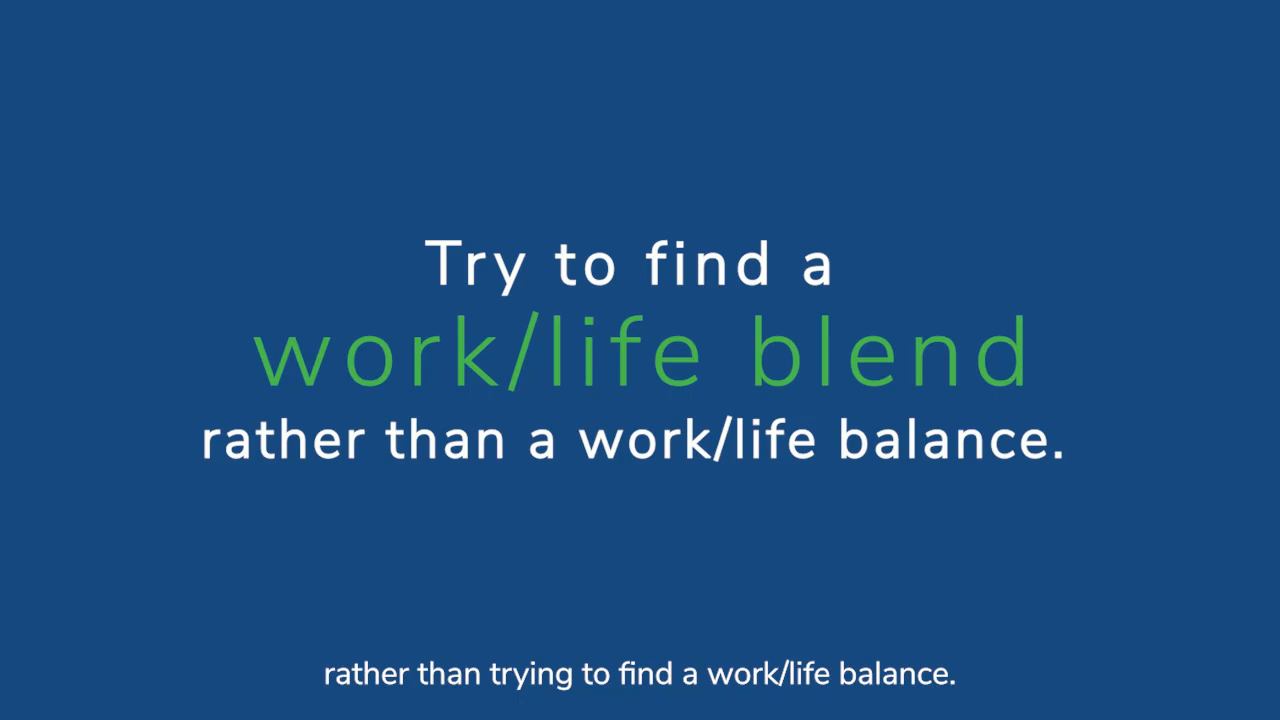 Try to find a
work/life blend
rather than a work/life balance.
rather than trying to find a work/life balance.